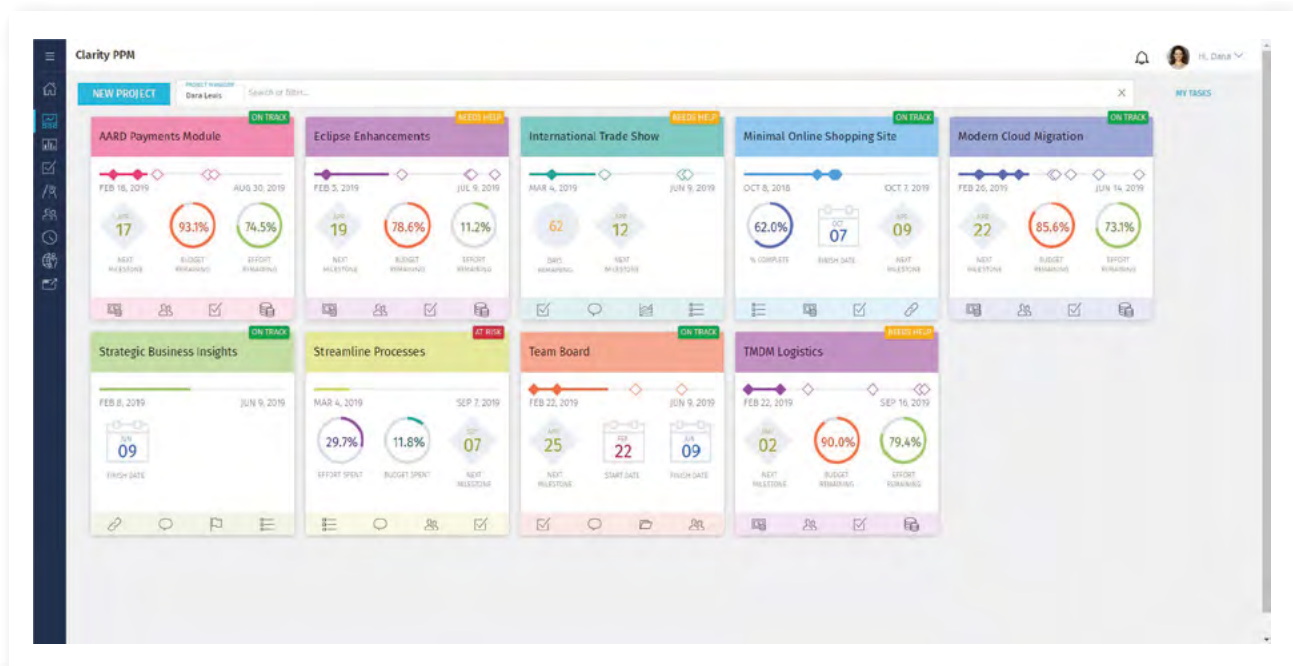 Clarity PPM
Hi, Dana
NEW PROJECT
PROJECT MANAGER
Dara Lewis
Search or filter...
MY TASKS
ON TRACK
AARD Payments Module
FEB 16, 2019
AUG 30, 2019
APR
17
93.1%
74.5%
NEXT
MILESTONE
BUDGET
REMAINING
EFFORT
REMAINING
NEEDS HELP
Eclipse Enhancements
FEB 5, 2019
JUL 9, 2019
APR
19
78.6%
11.2%
NEXT
MILESTONE
BUDGET
REMAINING
EFFORT
REMAINING
NEEDS HELP
International Trade Show
MAR 4, 2019
JUN 9, 2019
62
APR
12
DAYS
REMAINING
NEXT
MILESTONE
ON TRACK
Minimal Online Shopping Site
OCT 8, 2018
OCT 7, 2019
62.0%
OCT
07
09
% COMPLETE
FINISH DATE
NEXT
MILESTONE
ON TRACK
Modern Cloud Migration
FEB 26, 2019
JUN 14, 2019
APR
22
85.6%
73.1%
NEXT
MILESTONE
BUDGET
REMAINING
EFFORT
REMAINING
ON TRACK
Strategic Business Insights
FEB 8, 2019
JUN 9, 2019
JUN
09
FINISH DATE
AT RISK
Streamline Processes
MAR 4, 2019
SEP 7, 2019
29.7%
11.8%
SEP
07
EFFORT SPENT
BUDGET SPENT
NEXT
MILESTONE
ON TRACK
Team Board
FEB 22, 2019
JUN 9, 2019
APR
25
FEB
22
JUN
09
NEXT
MILESTONE
START DATE
FINISH DATE
NEEDS HELP
TMDM Logistics
FEB 22, 2019
SEP 16, 2019
02
90.0%
79.4%
NEXT
MILESTONE
BUDGET
REMAINING
EFFORT
REMAINING